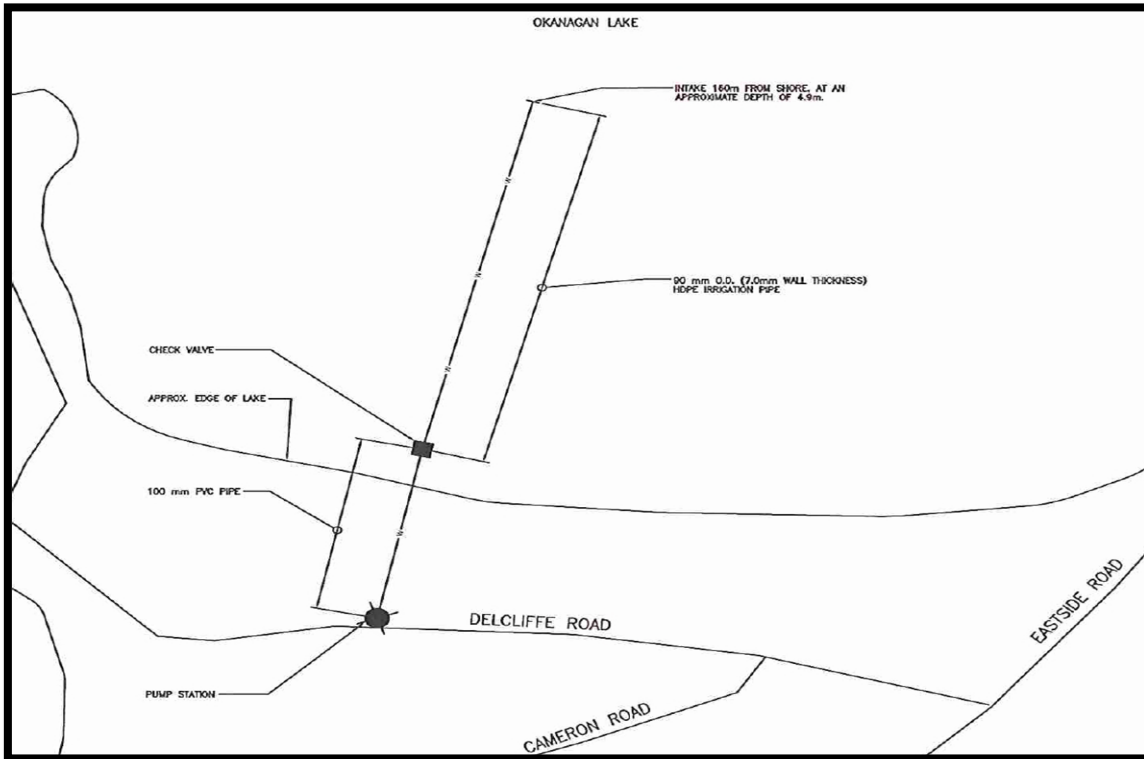 OKANAGAN LAKE
INTAKE 160m FROM SHORE, AT AN
APPROXIMATE DEPTH OF 4.9m.
W
W
90 mm O.D. (7.0mm WALL THICKNESS)
HDPE IRRIGATION PIPE
CHECK VALVE
W
APPROX. EDGE OF LAKE
100 mm PVC PIPE
W
DELCLIFFE ROAD
EASTSIDE ROAD
PUMP STATION
CAMERON ROAD